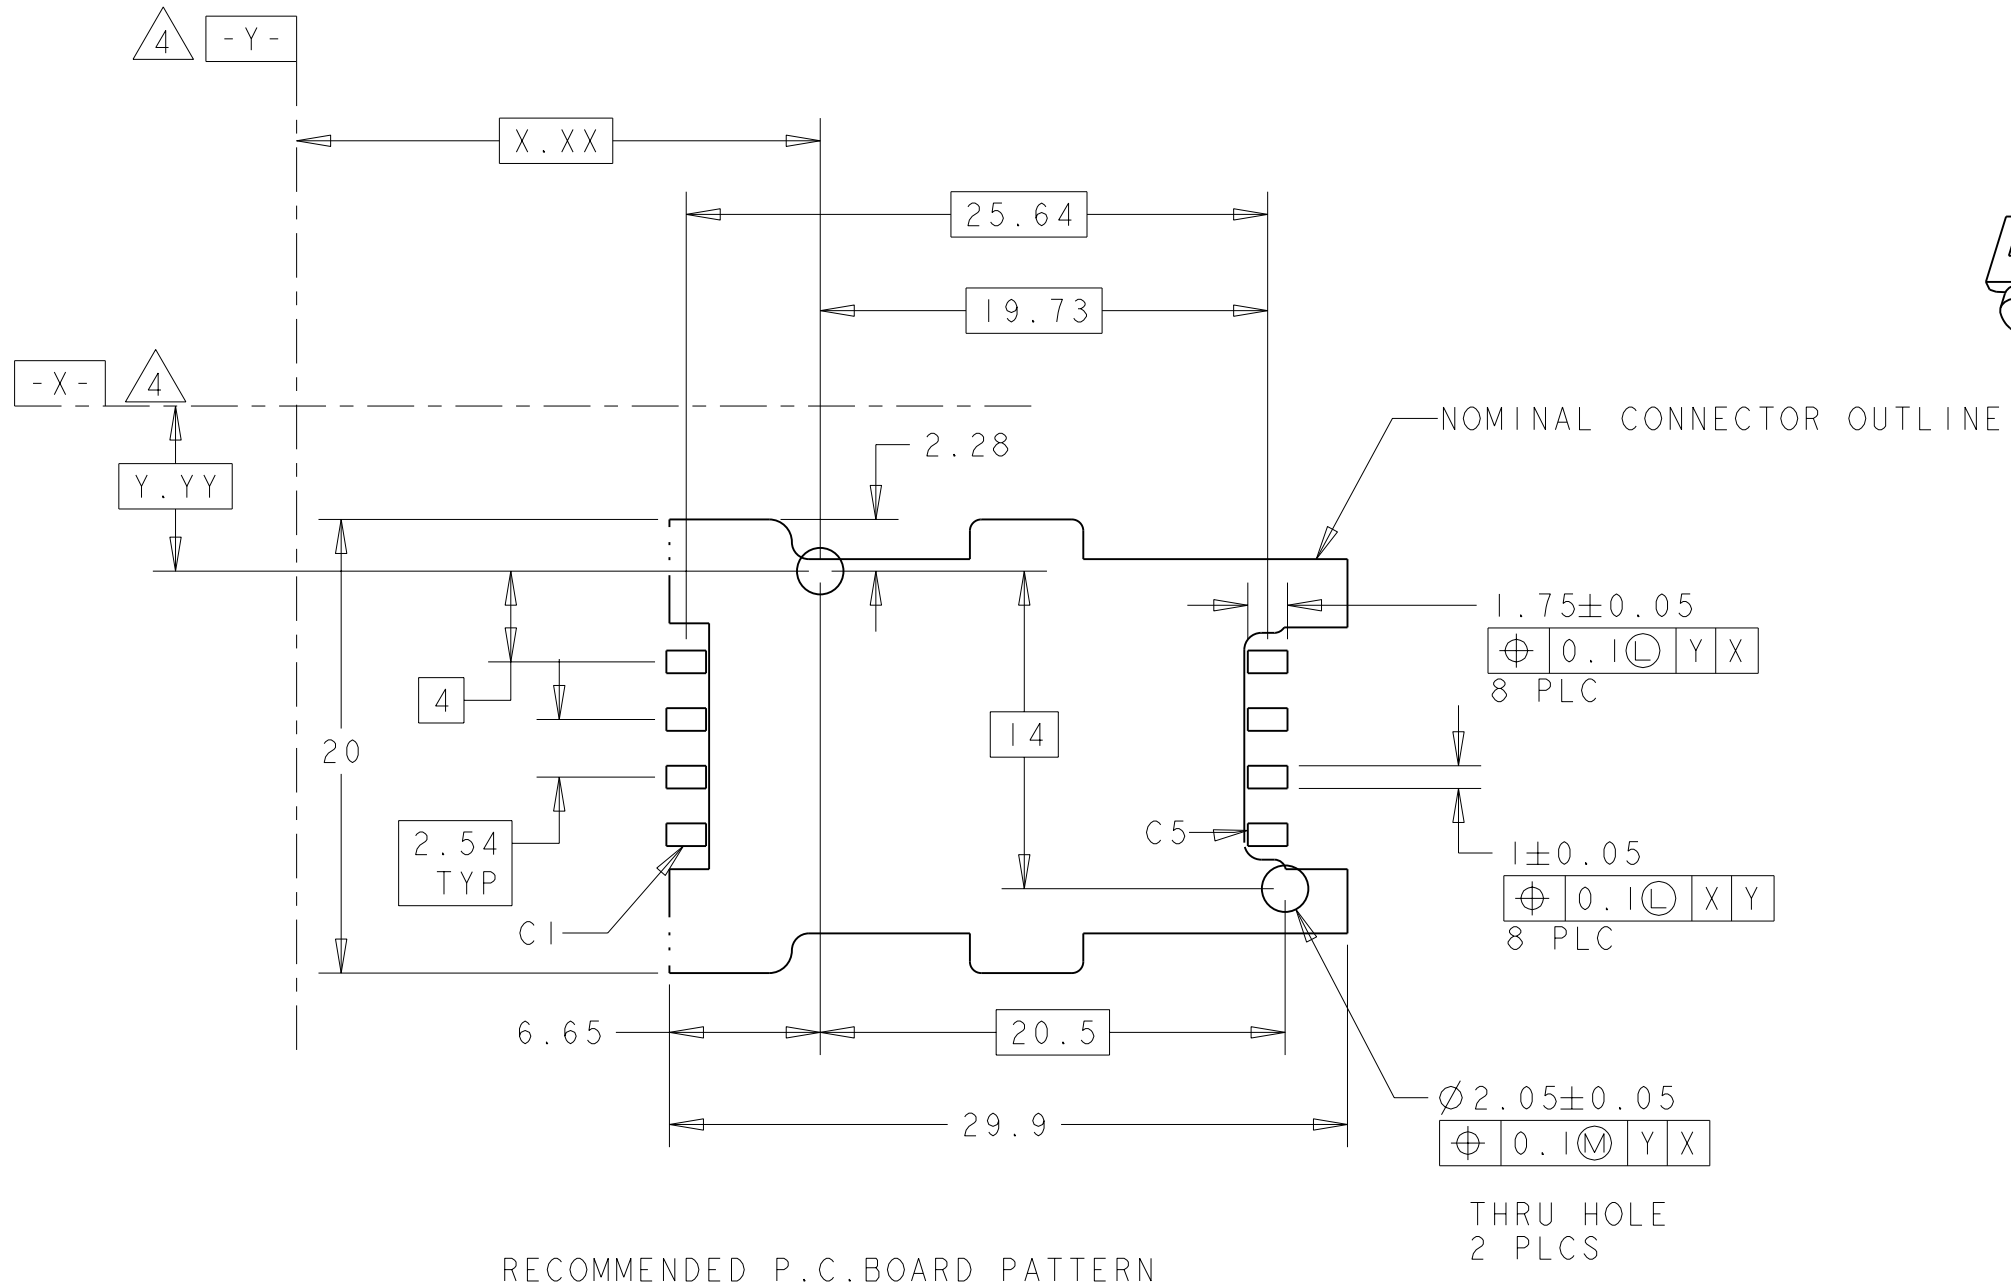 4 -Y-
X.XX
25.64
19.73
-X- 4
NOMINAL CONNECTOR OUTLINE
2.28
Y.YY
1.75±0.05
⌖ 0.1Ⓛ Y X
8 PLC
4
14
20
2.54
TYP
C5
1±0.05
⌖ 0.1Ⓛ X Y
8 PLC
C1
6.65
20.5
Ø2.05±0.05
29.9
⌖ 0.1Ⓜ Y X
THRU HOLE
2 PLCS
RECOMMENDED P.C.BOARD PATTERN